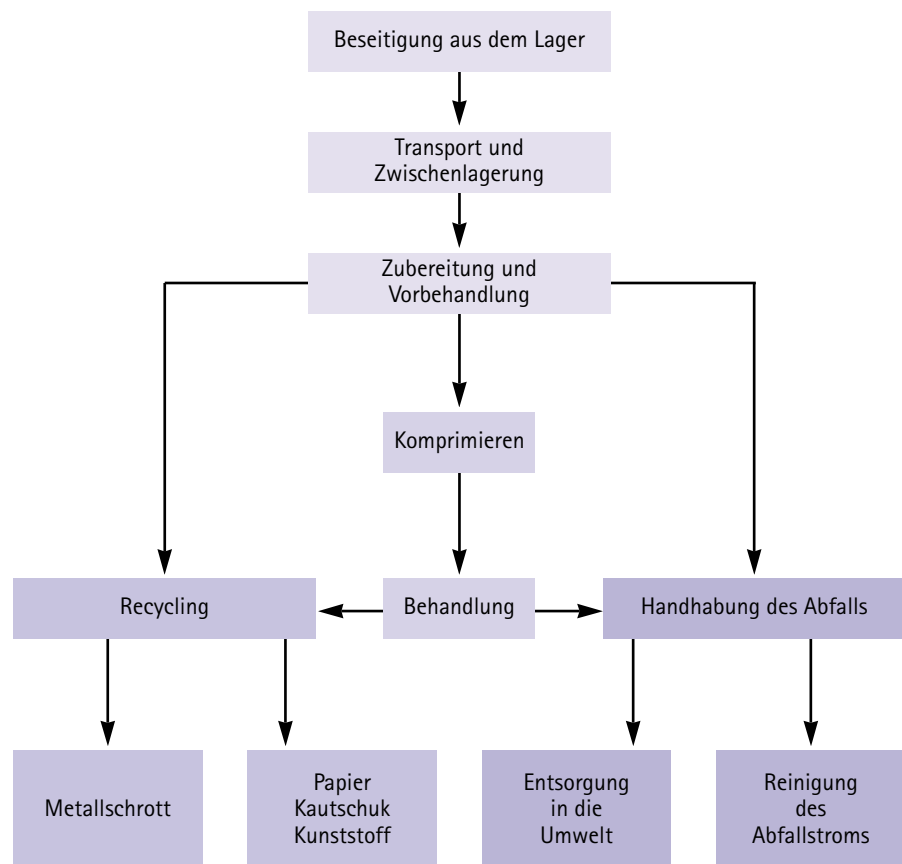 Beseitigung aus dem Lager
Transport und
Zwischenlagerung
Zubereitung und
Vorbehandlung
Komprimieren
Recycling
Behandlung
Handhabung des Abfalls
Metallschrott
Papier
Kautschuk
Kunststoff
Entsorgung
in die
Umwelt
Reinigung
des
Abfallstroms